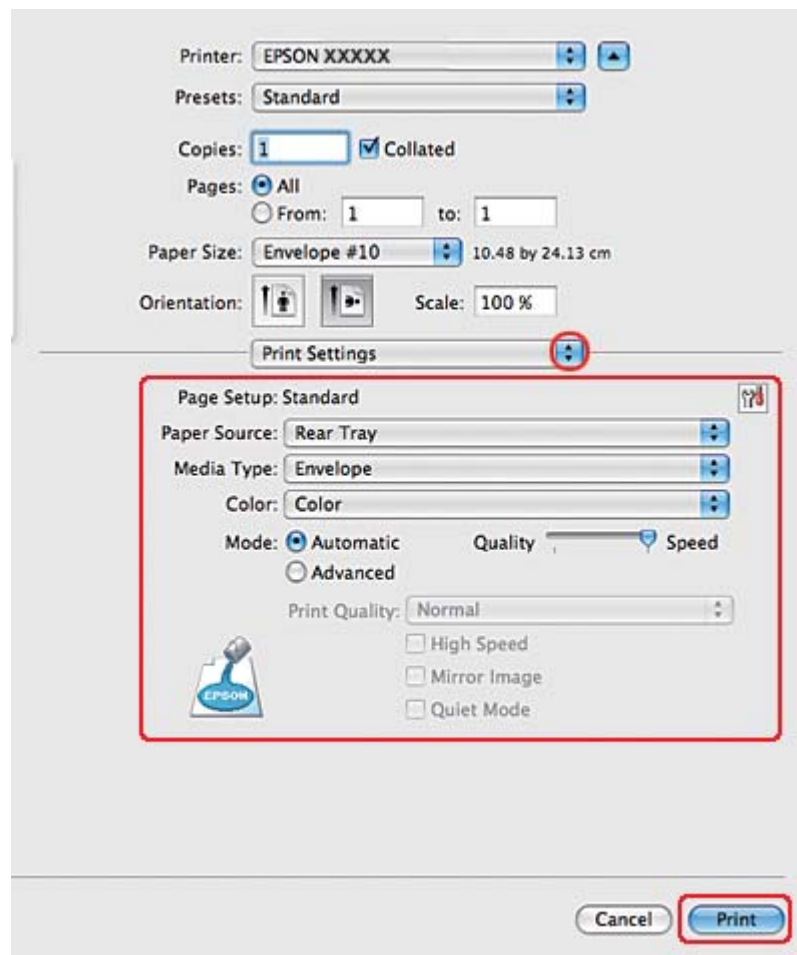 Printer: EPSON XXXXX
Presets: Standard
Copies: 1 Collated
Pages: All
From: 1 to: 1
Paper Size: Envelope #10 10.48 by 24.13 cm
Orientation: Scale: 100 %
Print Settings
Page Setup: Standard
Paper Source: Rear Tray
Media Type: Envelope
Color: Color
Mode: Automatic Quality Speed
Advanced
Print Quality: Normal
High Speed
Mirror Image
EPSON
Quiet Mode
Cancel Print